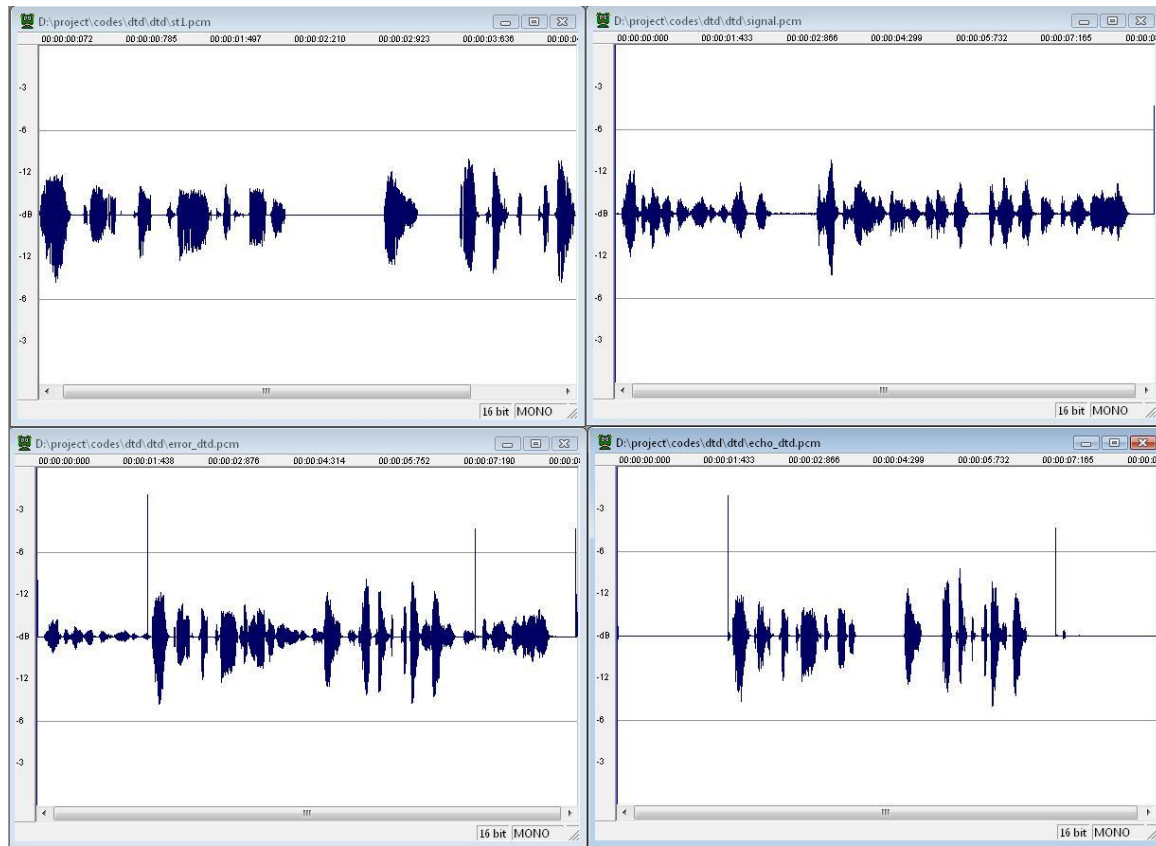 D:\project\codes\dtd\dtd\st1.pcm
00:00:00:072 00:00:00:785 00:00:01:497 00:00:02:210 00:00:02:923 00:00:03:636
-3
-6
-12
-dB
-12
-6
-3
16 bit MONO
D:\project\codes\dtd\dtd\signal.pcm
00:00:00:000 00:00:01:433 00:00:02:866 00:00:04:299 00:00:05:732 00:00:07:165
-3
-6
-12
-dB
-12
-6
-3
16 bit MONO
D:\project\codes\dtd\dtd\error_dtd.pcm
00:00:00:000 00:00:01:438 00:00:02:876 00:00:04:314 00:00:05:752 00:00:07:190
-3
-6
-12
-dB
-12
-6
-3
16 bit MONO
D:\project\codes\dtd\dtd\echo_dtd.pcm
00:00:00:000 00:00:01:433 00:00:02:866 00:00:04:299 00:00:05:732 00:00:07:165
-3
-6
-12
-dB
-12
-6
-3
16 bit MONO